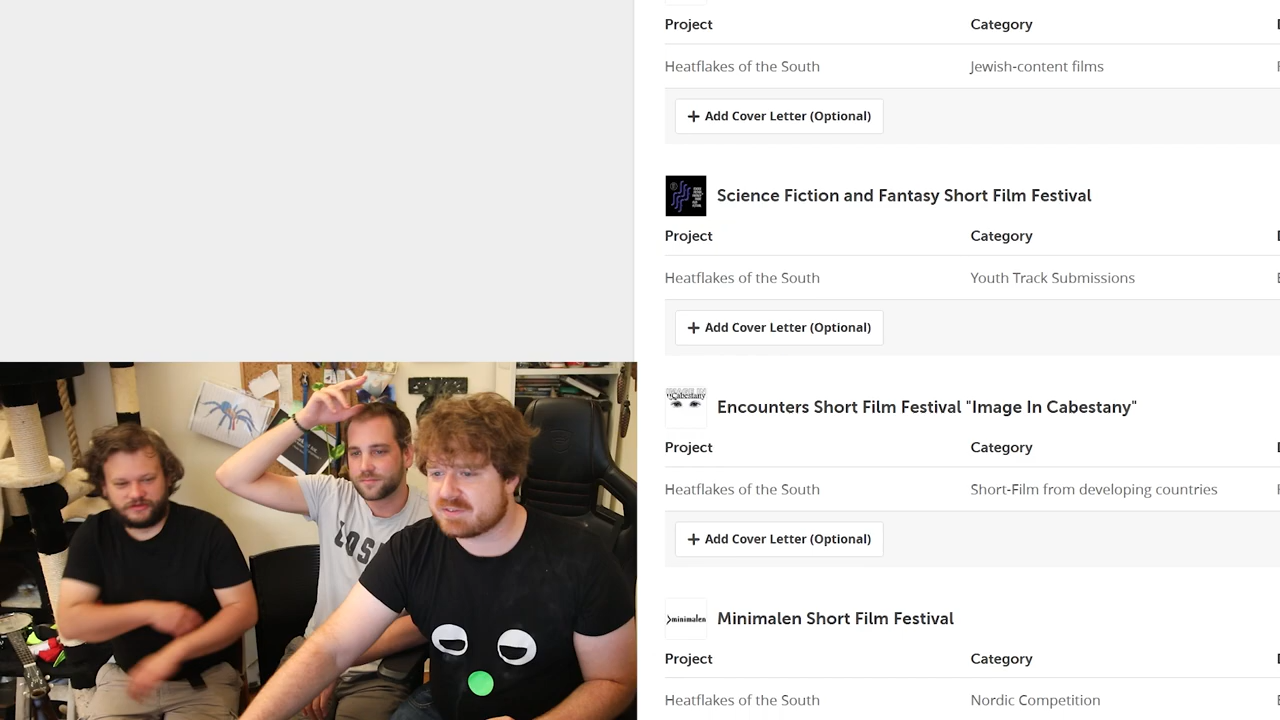 Project Category
Heatflakes of the South Jewish-content films
+ Add Cover Letter (Optional)
Science Fiction and Fantasy Short Film Festival
Project Category
Heatflakes of the South Youth Track Submissions
+ Add Cover Letter (Optional)
Encounters Short Film Festival "Image In Cabestany"
Project Category
Heatflakes of the South Short-Film from developing countries
+ Add Cover Letter (Optional)
minimalen Minimalen Short Film Festival
Project Category
Heatflakes of the South Nordic Competition